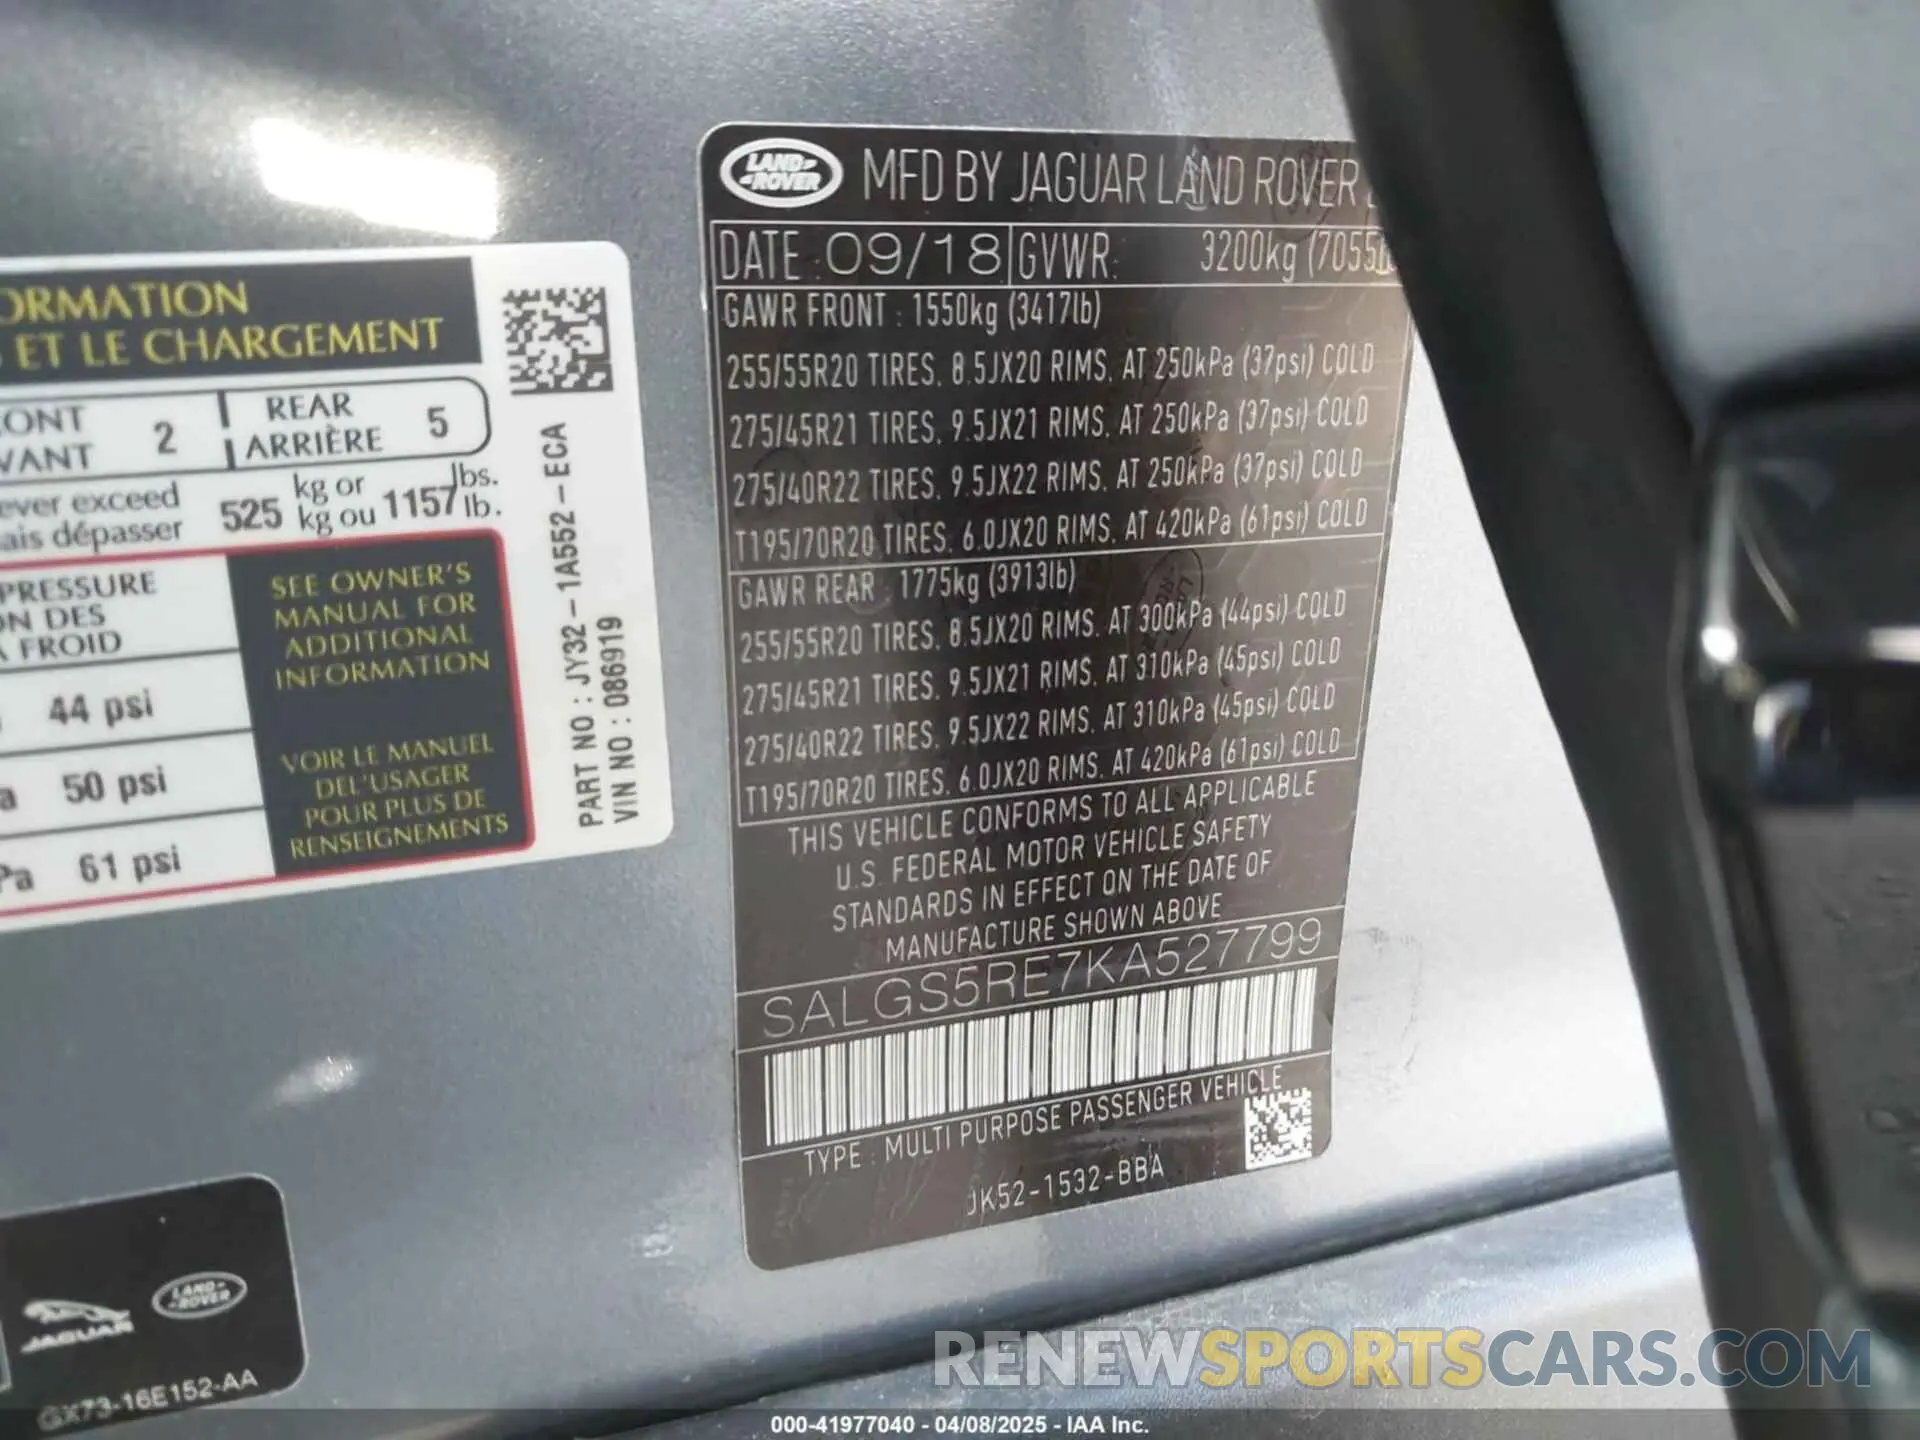 ORMATION
ET LE CHARGEMENT
ONT 2 REAR 5
VANT ARRIÈRE
ever exceed 525 kg or 1157 lbs.
ais dépasser kg ou lb.
PRESSURE
ON DES
FROID
44 psi
50 psi
Pa 61 psi
SEE OWNER'S
MANUAL FOR
ADDITIONAL
INFORMATION
VOIR LE MANUEL
DEL'USAGER
POUR PLUS DE
RENSEIGNEMENTS
PART NO : JY32-1A552-ECA
VIN NO : 086919
LAND ROVER
MFD BY JAGUAR LAND ROVER
DATE : 09/18 GVWR: 3200kg (7055
GAWR FRONT : 1550kg (3417lb)
255/55R20 TIRES. 8.5JX20 RIMS. AT 250kPa (37psi) COLD
275/45R21 TIRES. 9.5JX21 RIMS. AT 250kPa (37psi) COLD
275/40R22 TIRES. 9.5JX22 RIMS. AT 250kPa (37psi) COLD
T195/70R20 TIRES. 6.0JX20 RIMS. AT 420kPa (61psi) COLD
GAWR REAR : 1775kg (3913lb)
255/55R20 TIRES. 8.5JX20 RIMS. AT 300kPa (44psi) COLD
275/45R21 TIRES. 9.5JX21 RIMS. AT 310kPa (45psi) COLD
275/40R22 TIRES. 9.5JX22 RIMS. AT 310kPa (45psi) COLD
T195/70R20 TIRES. 6.0JX20 RIMS. AT 420kPa (61psi) COLD
THIS VEHICLE CONFORMS TO ALL APPLICABLE
U.S. FEDERAL MOTOR VEHICLE SAFETY
STANDARDS IN EFFECT ON THE DATE OF
MANUFACTURE SHOWN ABOVE
SALGS5RE7KA527799
TYPE : MULTI PURPOSE PASSENGER VEHICLE
JK52-1532-BBA
JAGUAR
LAND ROVER
GX73-16E152-AA
RENEWSPORTSCARS.COM
000-41977040 - 04/08/2025 - IAA Inc.